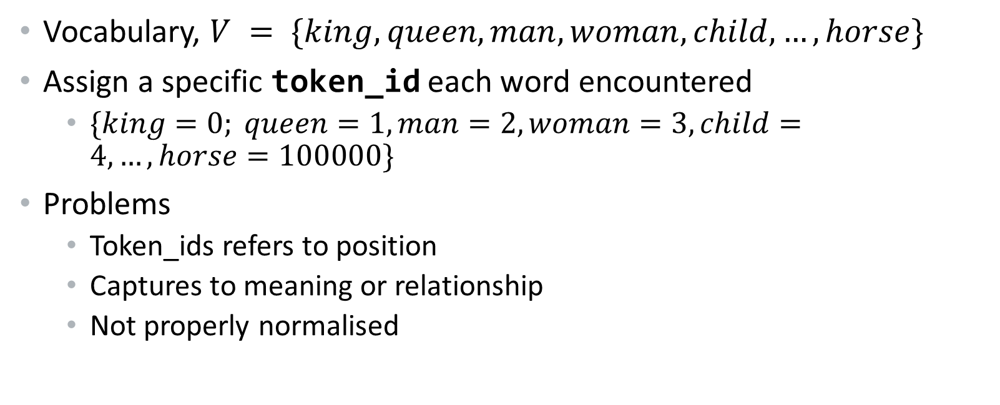 • Vocabulary, V = {king, queen, man, woman, child, … , horse}
• Assign a specific token_id each word encountered
• {king = 0; queen = 1, man = 2, woman = 3, child =
4, … , horse = 100000}
• Problems
• Token_ids refers to position
• Captures to meaning or relationship
• Not properly normalised